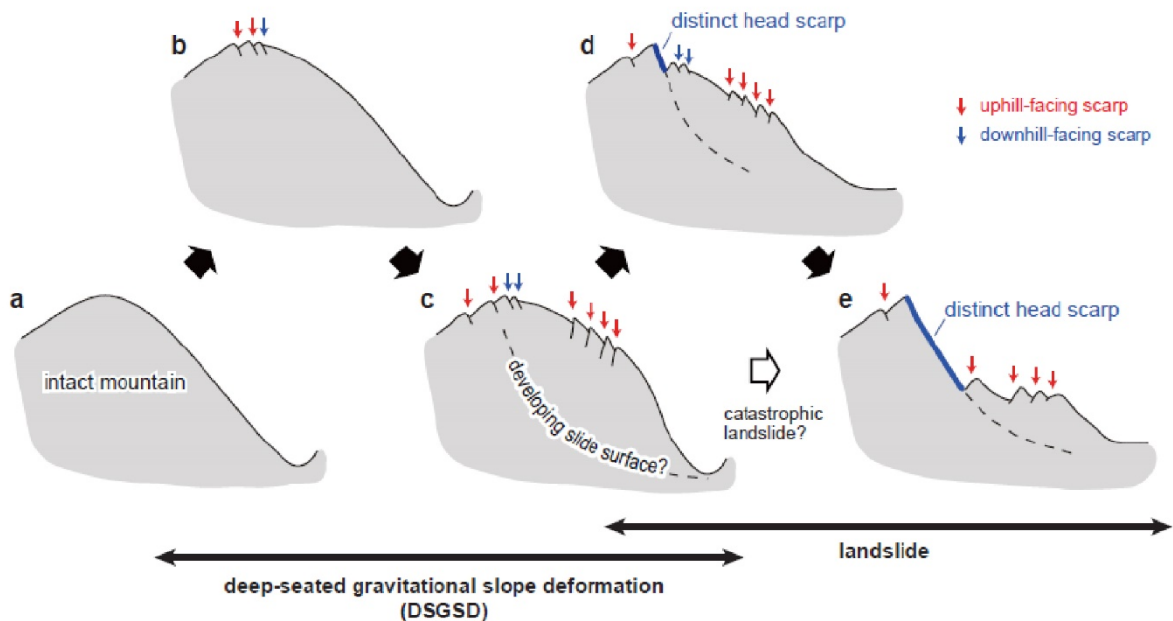 b
d
distinct head scarp
uphill-facing scarp
downhill-facing scarp
a
intact mountain
c
developing slide surface?
catastrophic
landslide?
e
distinct head scarp
landslide
deep-seated gravitational slope deformation
(DSGSD)